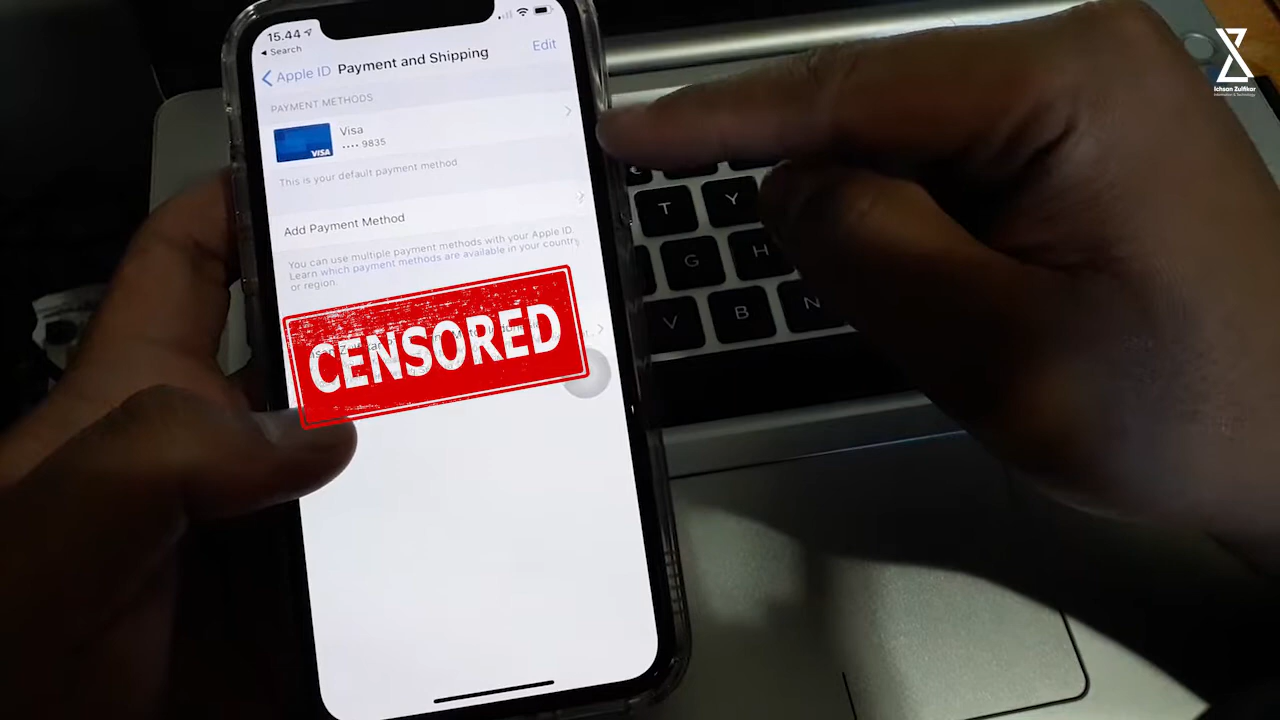 15.44
Search
Apple ID
Payment and Shipping
Edit
PAYMENT METHODS
Visa
VISA
•••• 9835
This is your default payment method
Add Payment Method
You can use multiple payment methods with your Apple ID.
Learn which payment methods are available in your country
or region.
CENSORED
T
Y
G
H
V
B
N
Ichsan Zulfikar
Information & Technology